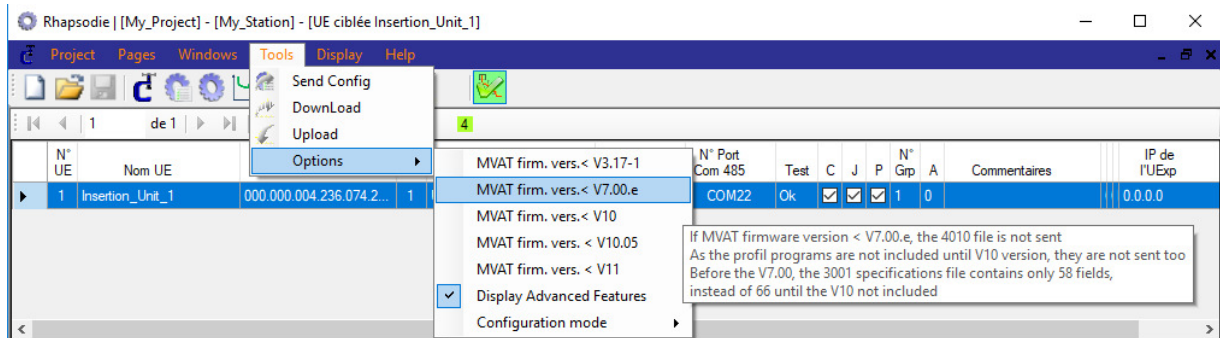 Rhapsodie | [My_Project] - [My_Station] - [UE ciblée Insertion_Unit_1]
Project Pages Windows Tools Display Help
Send Config
DownLoad
Upload
Options
1 de 1
4
MVAT firm. vers.< V3.17-1
MVAT firm. vers.< V7.00.e
MVAT firm. vers.< V10
MVAT firm. vers. < V10.05
MVAT firm. vers. < V11
Display Advanced Features
Configuration mode
N° UE Nom UE N° Port Com 485 Test C J P N° Grp A Commentaires IP de l'UExp
1 Insertion_Unit_1 000.000.004.236.074.2... 1 COM22 Ok 1 0 0.0.0.0
If MVAT firmware version < V7.00.e, the 4010 file is not sent
As the profil programs are not included until V10 version, they are not sent too
Before the V7.00, the 3001 specifications file contains only 58 fields,
instead of 66 until the V10 not included